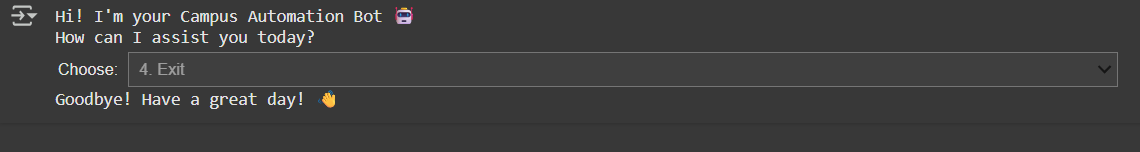 Hi! I'm your Campus Automation Bot 🤖
How can I assist you today?
Choose: 4. Exit
Goodbye! Have a great day! 👋